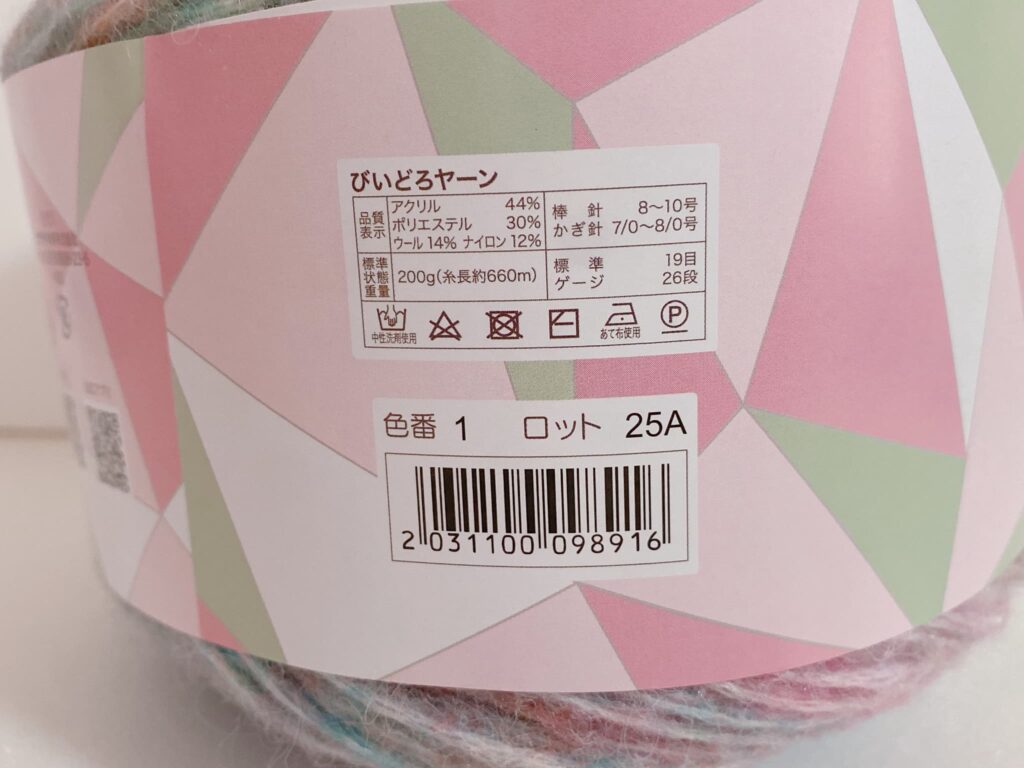 びいどろヤーン
品質
表示
アクリル 44%
ポリエステル 30%
ウール 14% ナイロン 12%
棒 針 8～10号
かぎ針 7/0～8/0号
標準
状態
重量
200g(糸長約660m)
標 準
ゲージ
19目
26段
中性洗剤使用
あて布使用
P
色番 1 ロット 25A
2 031100 098916